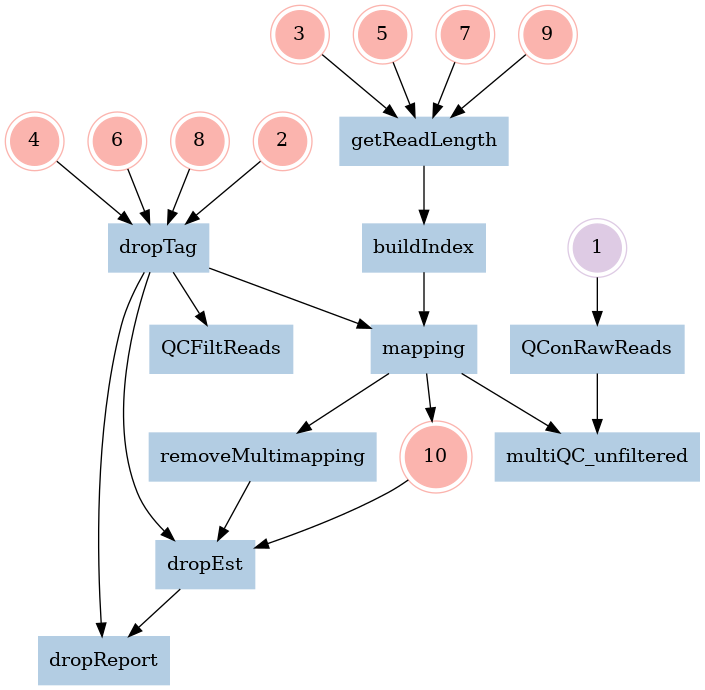 3
5
7
9
4
6
8
2
getReadLength
dropTag
buildIndex
1
QCFiltReads
mapping
QConRawReads
removeMultimapping
10
multiQC_unfiltered
dropEst
dropReport